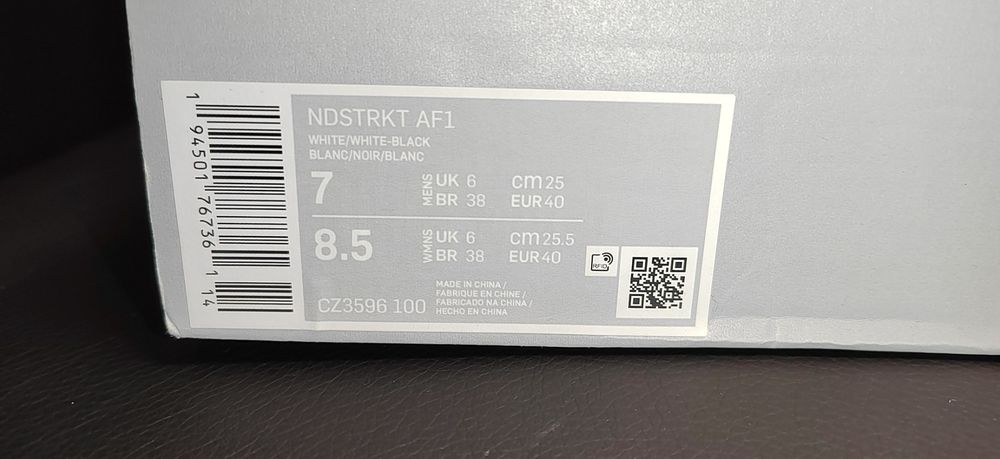 1 94501 76736 1 14
NDSTRKT AF1
WHITE/WHITE-BLACK
BLANC/NOIR/BLANC
7 MENS UK 6 cm 25
BR 38 EUR 40
8.5 WMNS UK 6 cm 25.5
BR 38 EUR 40
RFID
CZ3596 100
MADE IN CHINA /
FABRIQUE EN CHINE /
FABRICADO NA CHINA /
HECHO EN CHINA